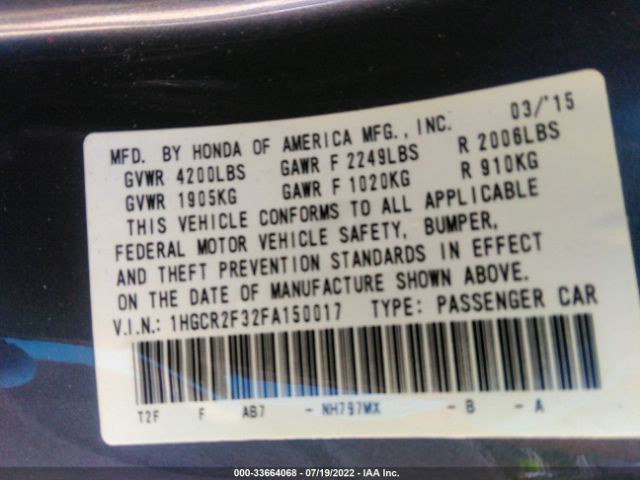 03/'15
MFD. BY HONDA OF AMERICA MFG., INC.
GVWR 4200LBS GAWR F 2249LBS R 2006LBS
GVWR 1905KG GAWR F 1020KG R 910KG
THIS VEHICLE CONFORMS TO ALL APPLICABLE
FEDERAL MOTOR VEHICLE SAFETY, BUMPER,
AND THEFT PREVENTION STANDARDS IN EFFECT
ON THE DATE OF MANUFACTURE SHOWN ABOVE.
V.I.N.: 1HGCR2F32FA150017 TYPE: PASSENGER CAR
T2F F AB7 - NH797MX - B - A
000-33664068 - 07/19/2022 - IAA Inc.